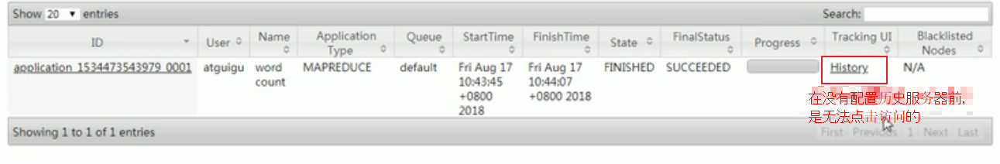 Show 20 entries Search:
ID User Name Application Type Queue StartTime FinishTime State FinalStatus Progress Tracking UI Blacklisted Nodes
application_1534473543979_0001 atguigu word count MAPREDUCE default Fri Aug 17 10:43:45 +0800 2018 Fri Aug 17 10:44:07 +0800 2018 FINISHED SUCCEEDED History N/A
在没有配置历史服务器前,
是无法点击访问的
Showing 1 to 1 of 1 entries First Previous 1 Next Last